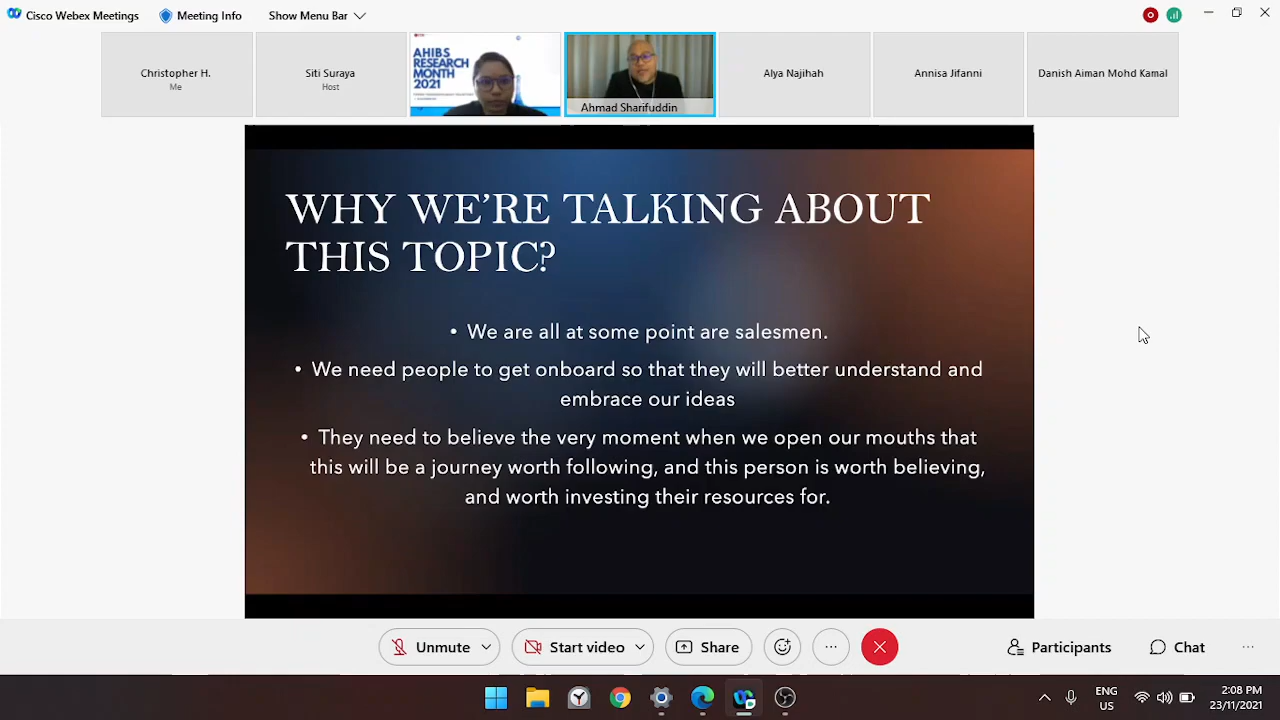 Cisco Webex Meetings
Meeting Info
Show Menu Bar
Christopher H.
Me
Siti Suraya
Host
AHIBS
RESEARCH
MONTH
2021
Ahmad Sharifuddin
Alya Najihah
Annisa Jifanni
Danish Aiman Mohd Kamal
WHY WE’RE TALKING ABOUT
THIS TOPIC?
• We are all at some point are salesmen.
• We need people to get onboard so that they will better understand and
embrace our ideas
• They need to believe the very moment when we open our mouths that
this will be a journey worth following, and this person is worth believing,
and worth investing their resources for.
Unmute
Start video
Share
Participants
Chat
ENG
US
2:08 PM
23/11/2021